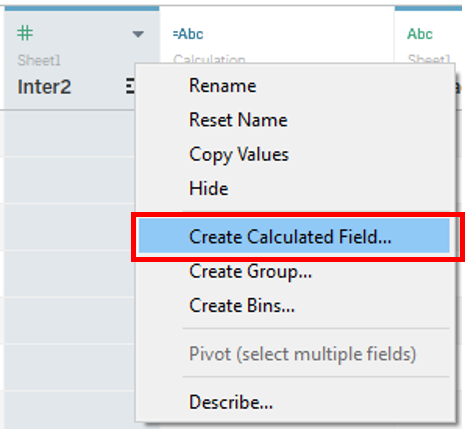 #
=Abc
Abc
Sheet1
Calculation
Sheet1
Inter2
Rename
Reset Name
Copy Values
Hide
Create Calculated Field...
Create Group...
Create Bins...
Pivot (select multiple fields)
Describe...